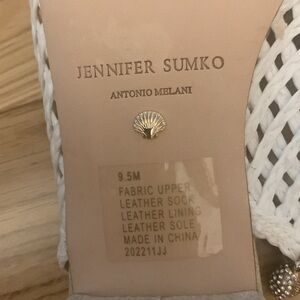 JENNIFER SUMKO
ANTONIO MELANI
9.5M
FABRIC UPPER
LEATHER SOCK
LEATHER LINING
LEATHER SOLE
MADE IN CHINA
202211JJ